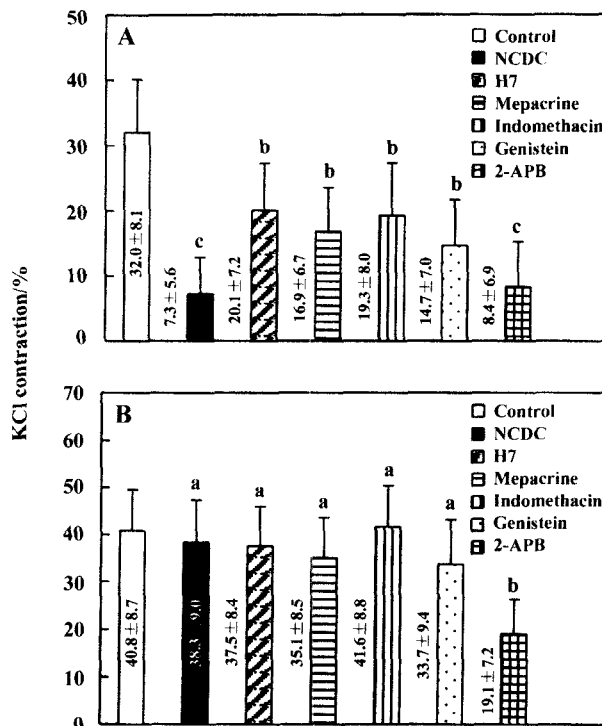 KCl contraction/%
A
50
40
30
20
10
0
Control
NCDC
H7
Mepacrine
Indomethacin
Genistein
2-APB
c
b
b
b
b
c
32.0±8.1
7.3±5.6
20.1±7.2
16.9±6.7
19.3±8.0
14.7±7.0
8.4±6.9
B
70
60
50
40
30
20
10
0
Control
NCDC
H7
Mepacrine
Indomethacin
Genistein
2-APB
a
a
a
a
a
b
40.8±8.7
38.3±9.0
37.5±8.4
35.1±8.5
41.6±8.8
33.7±9.4
19.1±7.2